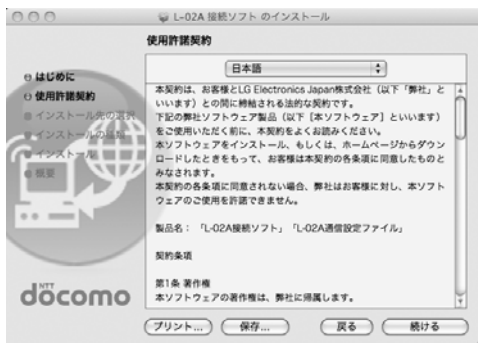 L-02A 接続ソフト のインストール
使用許諾契約
はじめに
使用許諾契約
インストール先の選択
インストールの種類
インストール
概要
日本語
本契約は、お客様とLG Electronics Japan株式会社（以下「弊社」と
いいます）との間に締結される法的な契約です。
下記の弊社ソフトウェア製品（以下［本ソフトウェア］といいます）
をご使用いただく前に、本契約をよくお読みください。
本ソフトウェアをインストール、もしくは、ホームページからダウン
ロードしたときをもって、お客様は本契約の各条項に同意したものと
みなされます。
本契約の各条項に同意されない場合、弊社はお客様に対し、本ソフト
ウェアのご使用を許諾できません。
製品名：「L-02A接続ソフト」「L-02A通信設定ファイル」
契約条項
第1条 著作権
本ソフトウェアの著作権は、弊社に帰属します。
NTT
döcomo
プリント...
保存...
戻る
続ける